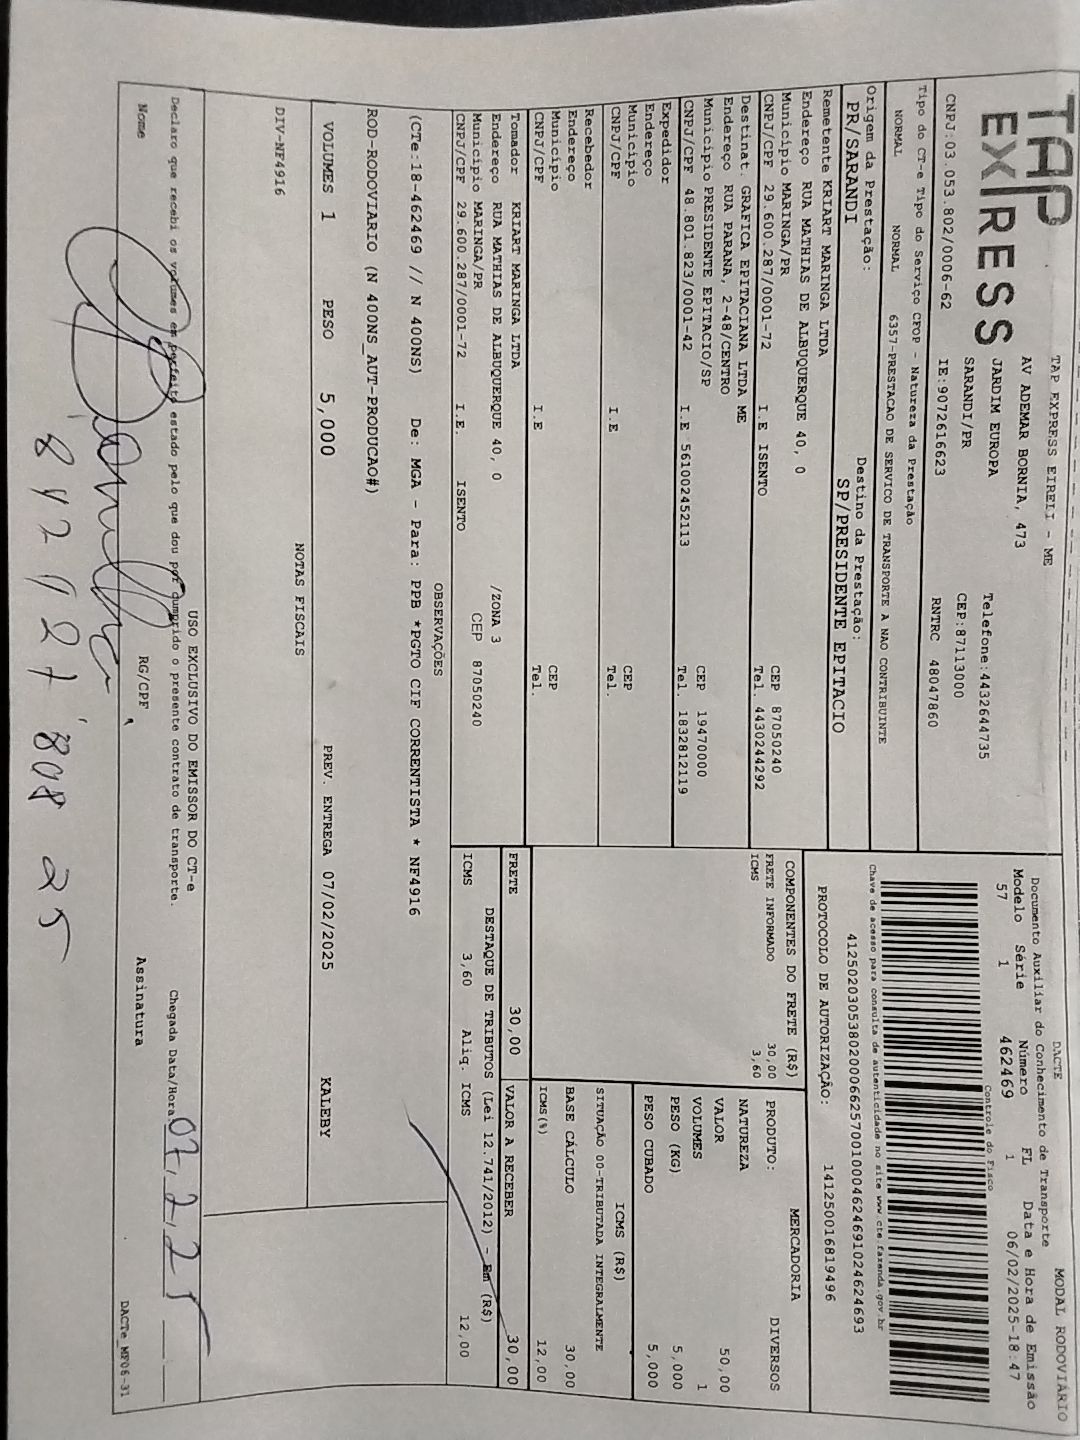 TAP
EXPRESS
TAP EXPRESS EIRELI - ME
AV ADEMAR BORNIA, 473
JARDIM EUROPA
Telefone:4432644735
SARANDI/PR
CEP:87113000
CNPJ:03.053.802/0006-62
IE:9072616623
RNTRC 48047860
DACTE
MODAL RODOVIÁRIO
Documento Auxiliar do Conhecimento de Transporte
Modelo Série Número FL Data e Hora de Emissão
57 1 462469 1 06/02/2025-18:47
Controle do Fisco
Chave de acesso para consulta de autenticidade no site www.cte.fazenda.gov.br
41250203053802000662570010004624691024624693
PROTOCOLO DE AUTORIZAÇÃO: 141250016819496
Tipo do CT-e Tipo do Serviço CFOP - Natureza da Prestação
NORMAL NORMAL 6357-PRESTACAO DE SERVICO DE TRANSPORTE A NAO CONTRIBUINTE
Origem da Prestação: Destino da Prestação:
PR/SARANDI SP/PRESIDENTE EPITACIO
Remetente KRIART MARINGA LTDA
Endereço RUA MATHIAS DE ALBUQUERQUE 40, 0
Município MARINGA/PR CEP 87050240
CNPJ/CPF 29.600.287/0001-72 I.E ISENTO Tel. 4430244292
Destinat. GRAFICA EPITACIANA LTDA ME
Endereço RUA PARANA, 2-48/CENTRO
Município PRESIDENTE EPITACIO/SP CEP 19470000
CNPJ/CPF 48.801.823/0001-42 I.E 561002452113 Tel. 1832812119
Expedidor
Endereço
Município CEP
CNPJ/CPF I.E Tel.
Recebedor
Endereço
Município CEP
CNPJ/CPF I.E Tel.
Tomador KRIART MARINGA LTDA
Endereço RUA MATHIAS DE ALBUQUERQUE 40, 0 /ZONA 3
Município MARINGA/PR CEP 87050240
CNPJ/CPF 29.600.287/0001-72 I.E. ISENTO
COMPONENTES DO FRETE (R$)
FRETE INFORMADO 30,00
ICMS 3,60
MERCADORIA
PRODUTO: DIVERSOS
NATUREZA
VALOR 50,00
VOLUMES 1
PESO (KG) 5,000
PESO CUBADO 5,000
ICMS (R$)
SITUAÇÃO 00-TRIBUTADA INTEGRALMENTE
BASE CÁLCULO 30,00
ICMS(%) 12,00
FRETE 30,00 VALOR A RECEBER 30,00
DESTAQUE DE TRIBUTOS (Lei 12.741/2012) - Em (R$)
ICMS 3,60 Aliq. ICMS 12,00
OBSERVAÇÕES
(CTe:18-462469 // N 400NS) De: MGA - Para: PPB *PGTO CIF CORRENTISTA * NF4916
ROD-RODOVIARIO (N 400NS_AUT-PRODUCAO#)
VOLUMES 1 PESO 5,000 PREV. ENTREGA 07/02/2025 KALEBY
NOTAS FISCAIS
DIV-NF4916
USO EXCLUSIVO DO EMISSOR DO CT-e
Declaro que recebi os volumes em perfeito estado pelo que dou por cumprido o presente contrato de transporte. Chegada Data/Hora 07,2,25
Nome RG/CPF Assinatura
DACTe_MP06-31